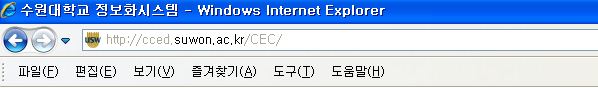 수원대학교 정보화시스템 - Windows Internet Explorer
USW http://cced.suwon.ac.kr/CEC/
파일(F) 편집(E) 보기(V) 즐겨찾기(A) 도구(T) 도움말(H)